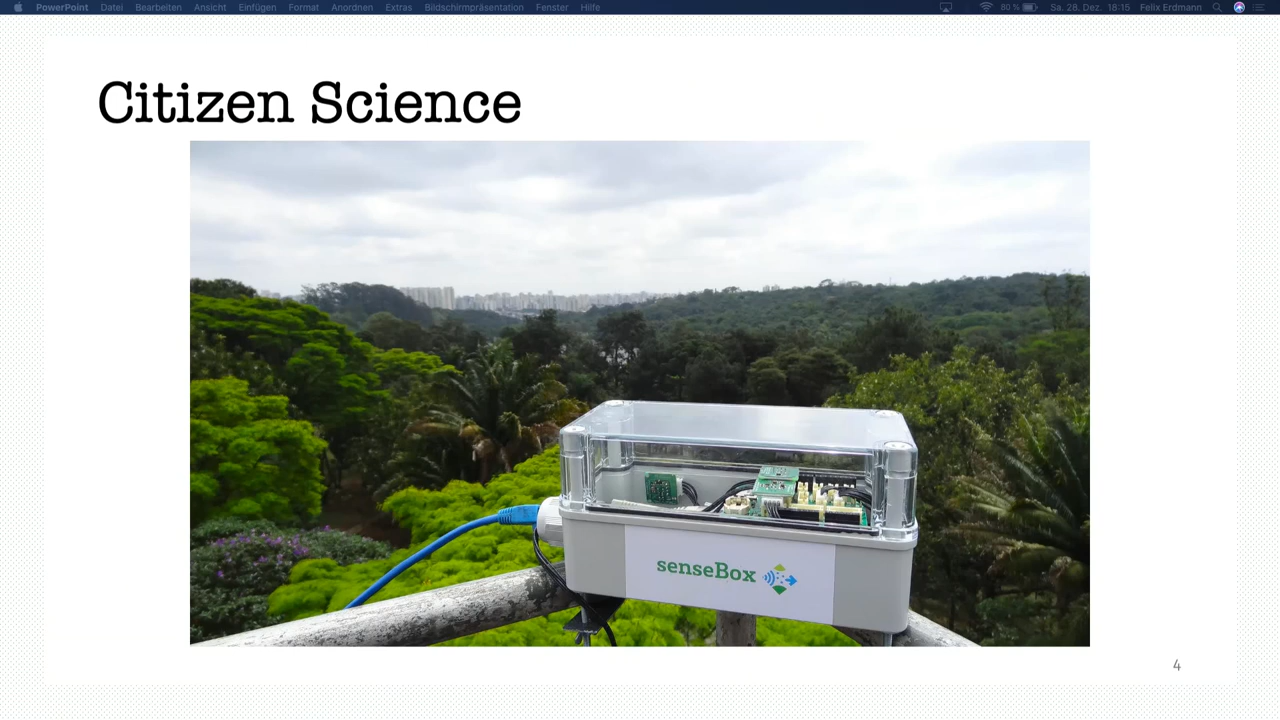 PowerPoint Datei Bearbeiten Ansicht Einfügen Format Anordnen Extras Bildschirmpräsentation Fenster Hilfe 80 % Sa. 28. Dez. 18:15 Felix Erdmann
Citizen Science
senseBox
4